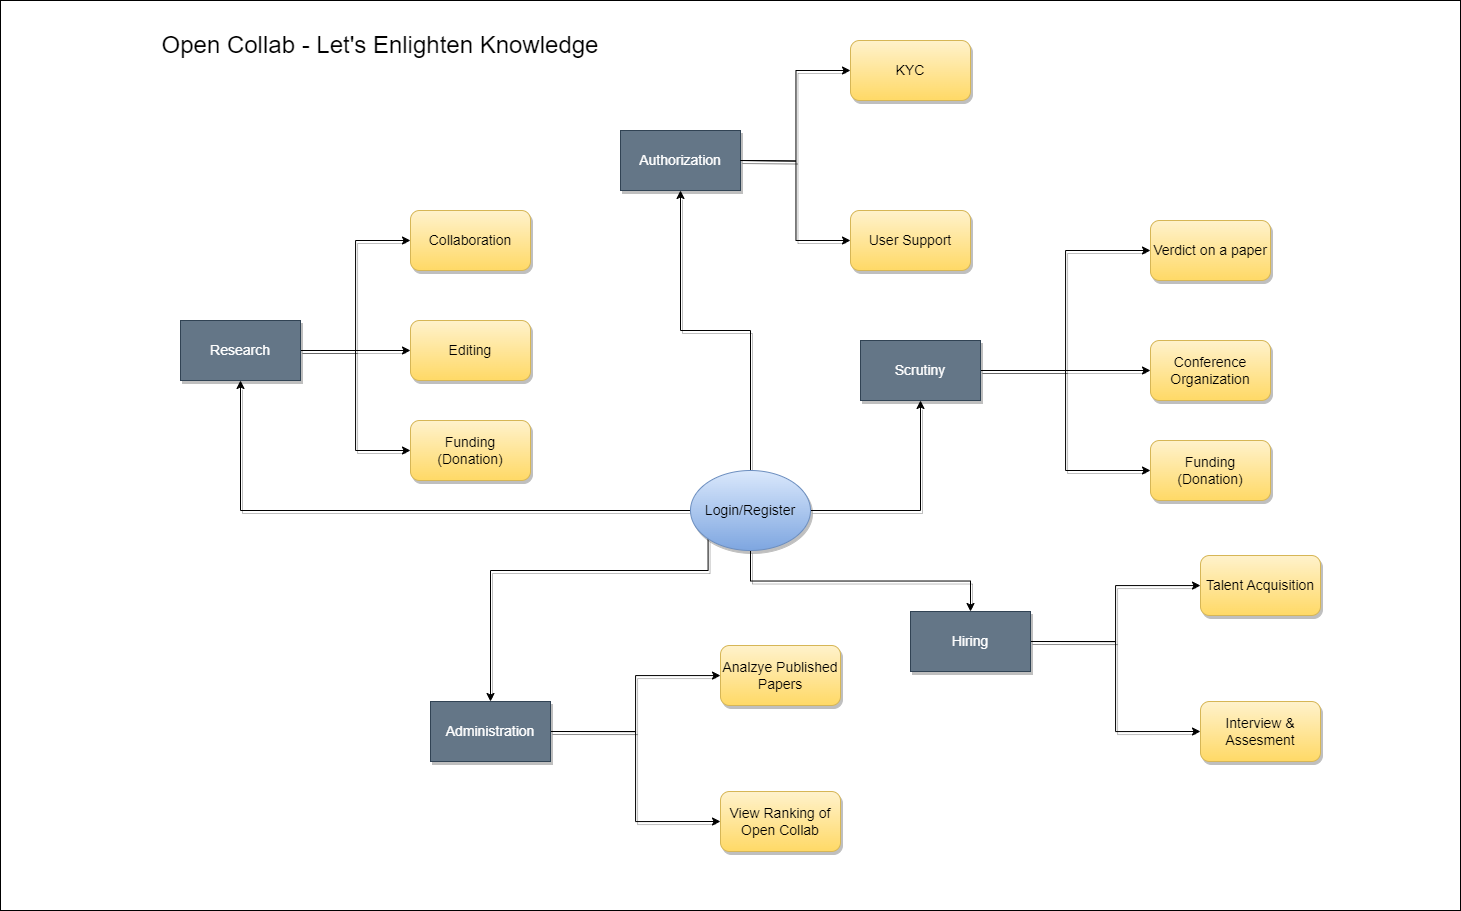 Open Collab - Let's Enlighten Knowledge
KYC
Authorization
User Support
Collaboration
Research
Editing
Funding
(Donation)
Verdict on a paper
Scrutiny
Conference
Organization
Funding
(Donation)
Login/Register
Talent Acquisition
Hiring
Interview &
Assesment
Analzye Published
Papers
Administration
View Ranking of
Open Collab